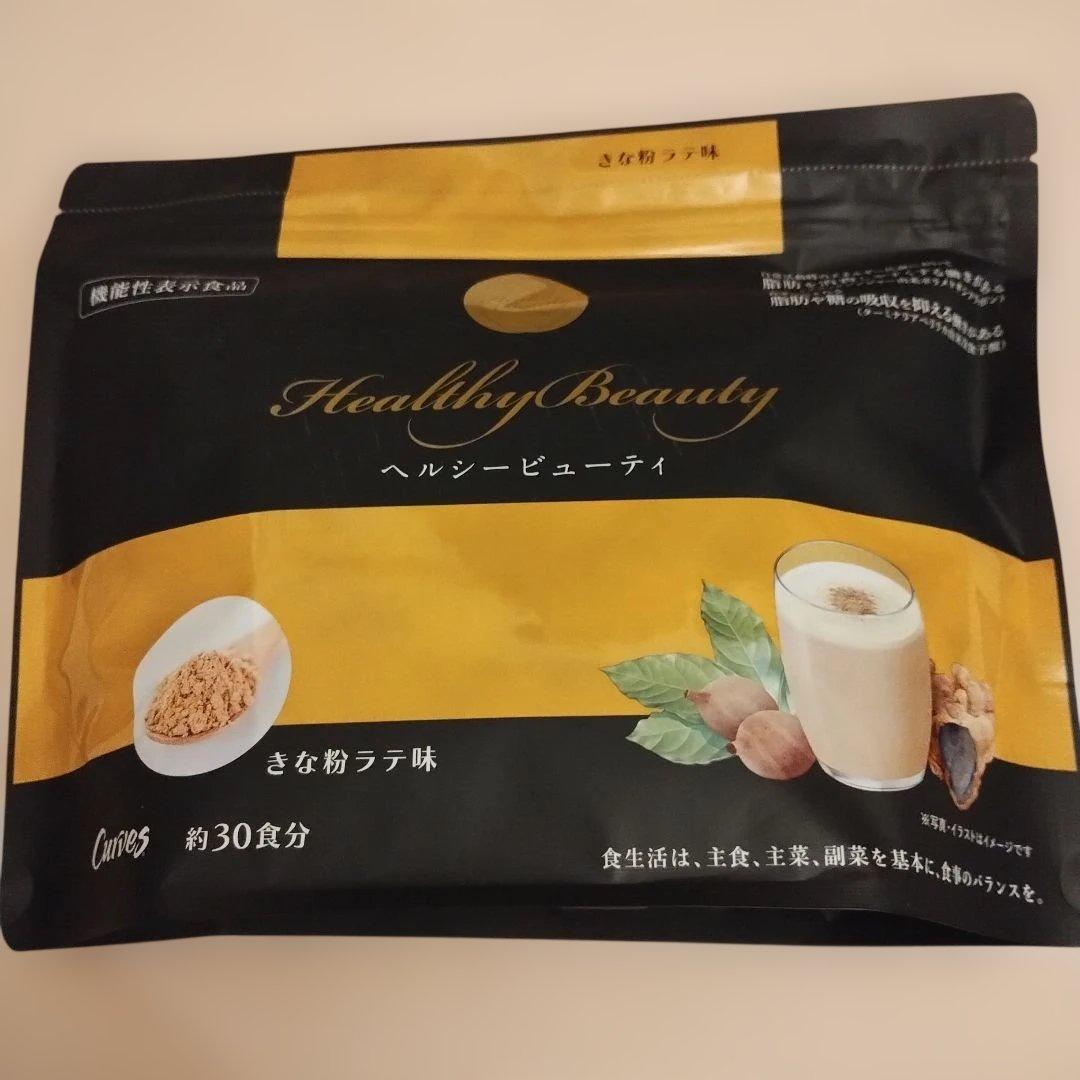 きな粉ラテ味
機能性表示食品
脂肪や糖の吸収を抑える働きがある
Healthy Beauty
ヘルシービューティ
きな粉ラテ味
※写真・イラストはイメージです
Curves
約30食分
食生活は、主食、主菜、副菜を基本に、食事のバランスを。